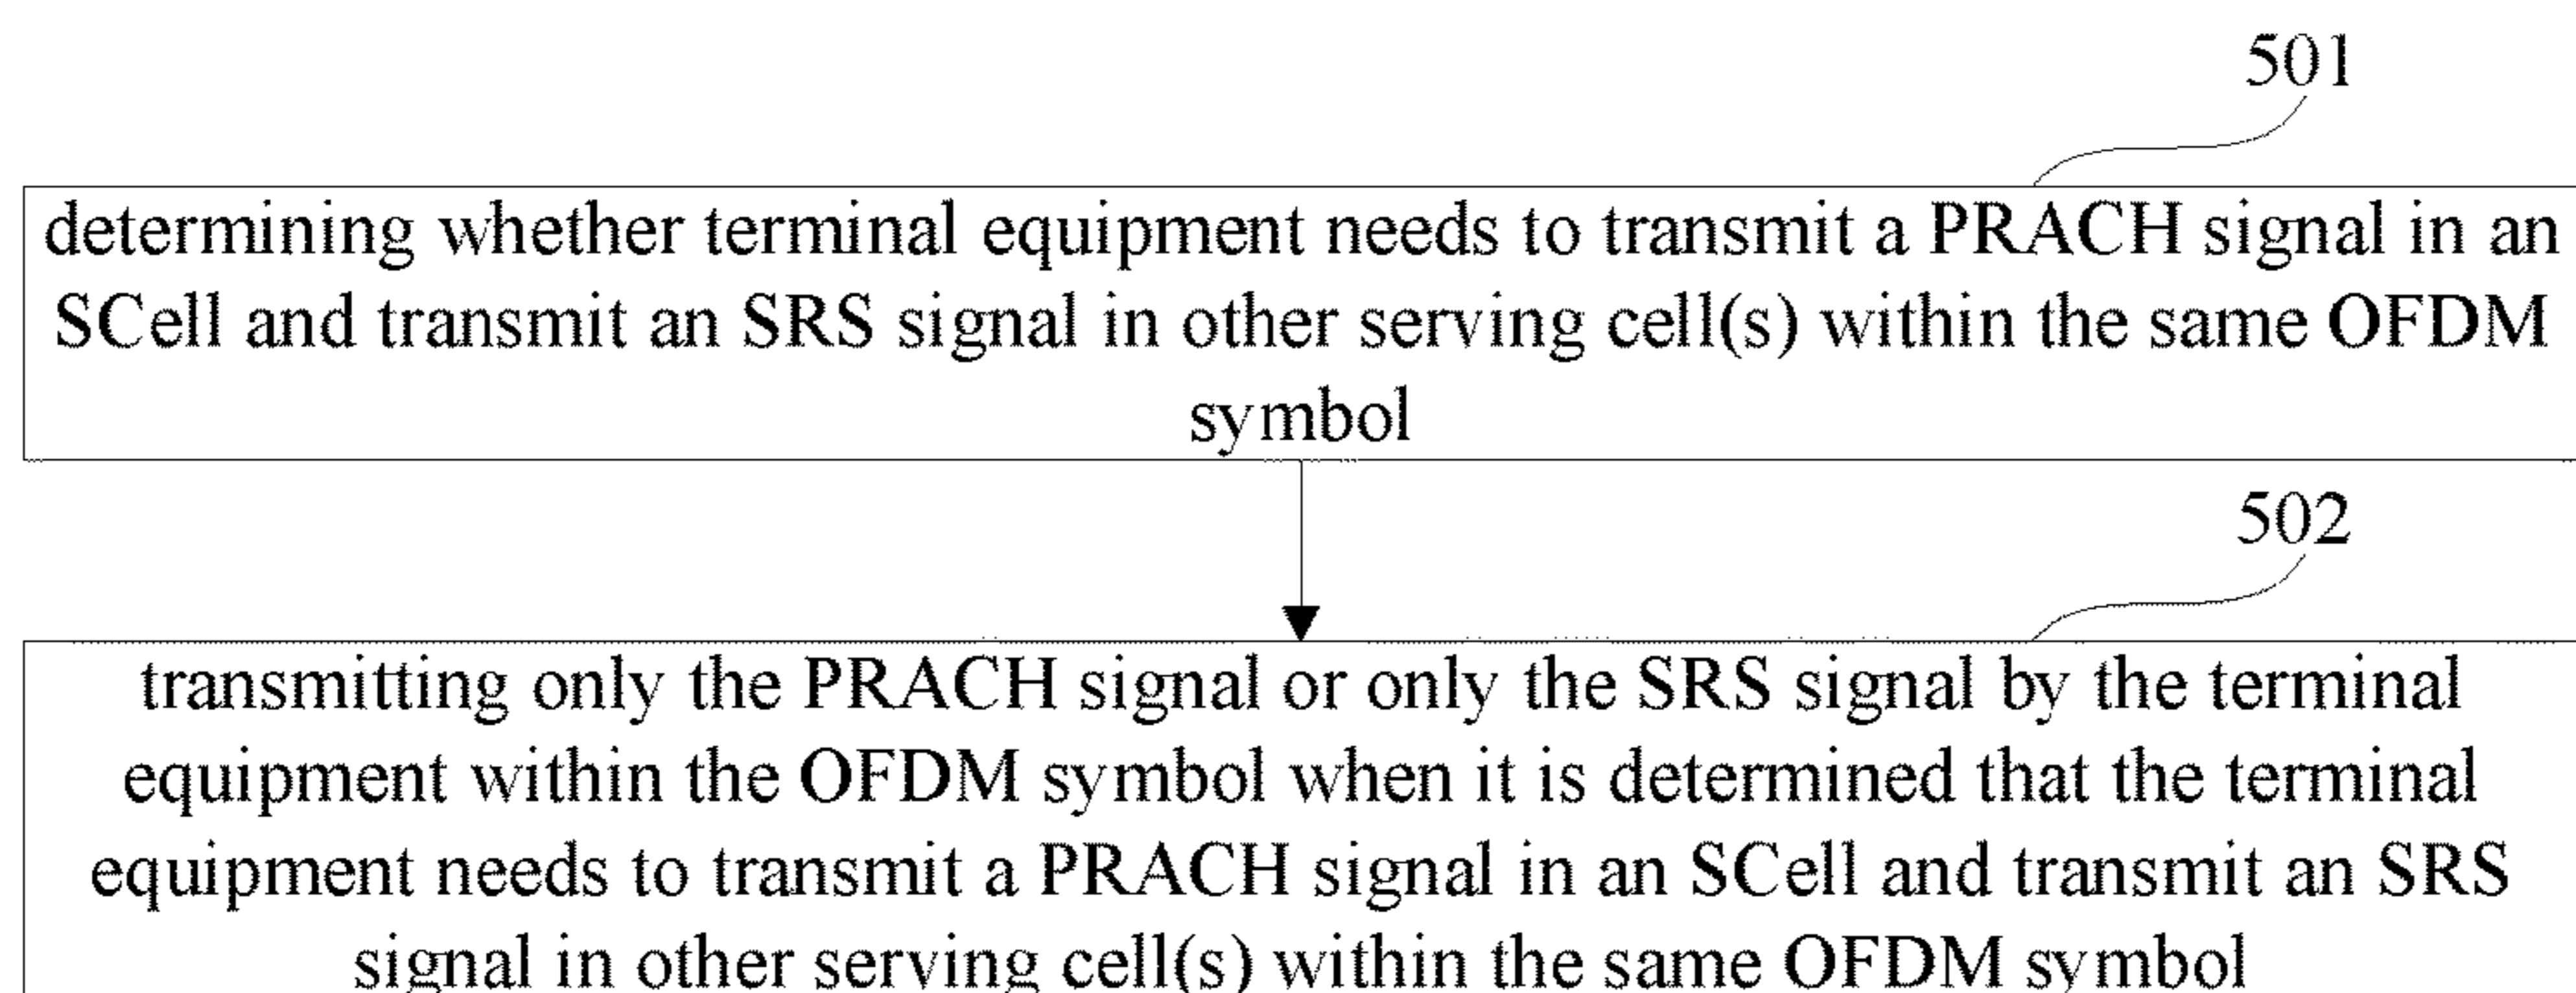 501
determining whether terminal equipment needs to transmit a PRACH signal in an
SCell and transmit an SRS signal in other serving cell(s) within the same OFDM
symbol
502
transmitting only the PRACH signal or only the SRS signal by the terminal
equipment within the OFDM symbol when it is determined that the terminal
equipment needs to transmit a PRACH signal in an SCell and transmit an SRS
signal in other serving cell(s) within the same OFDM symbol